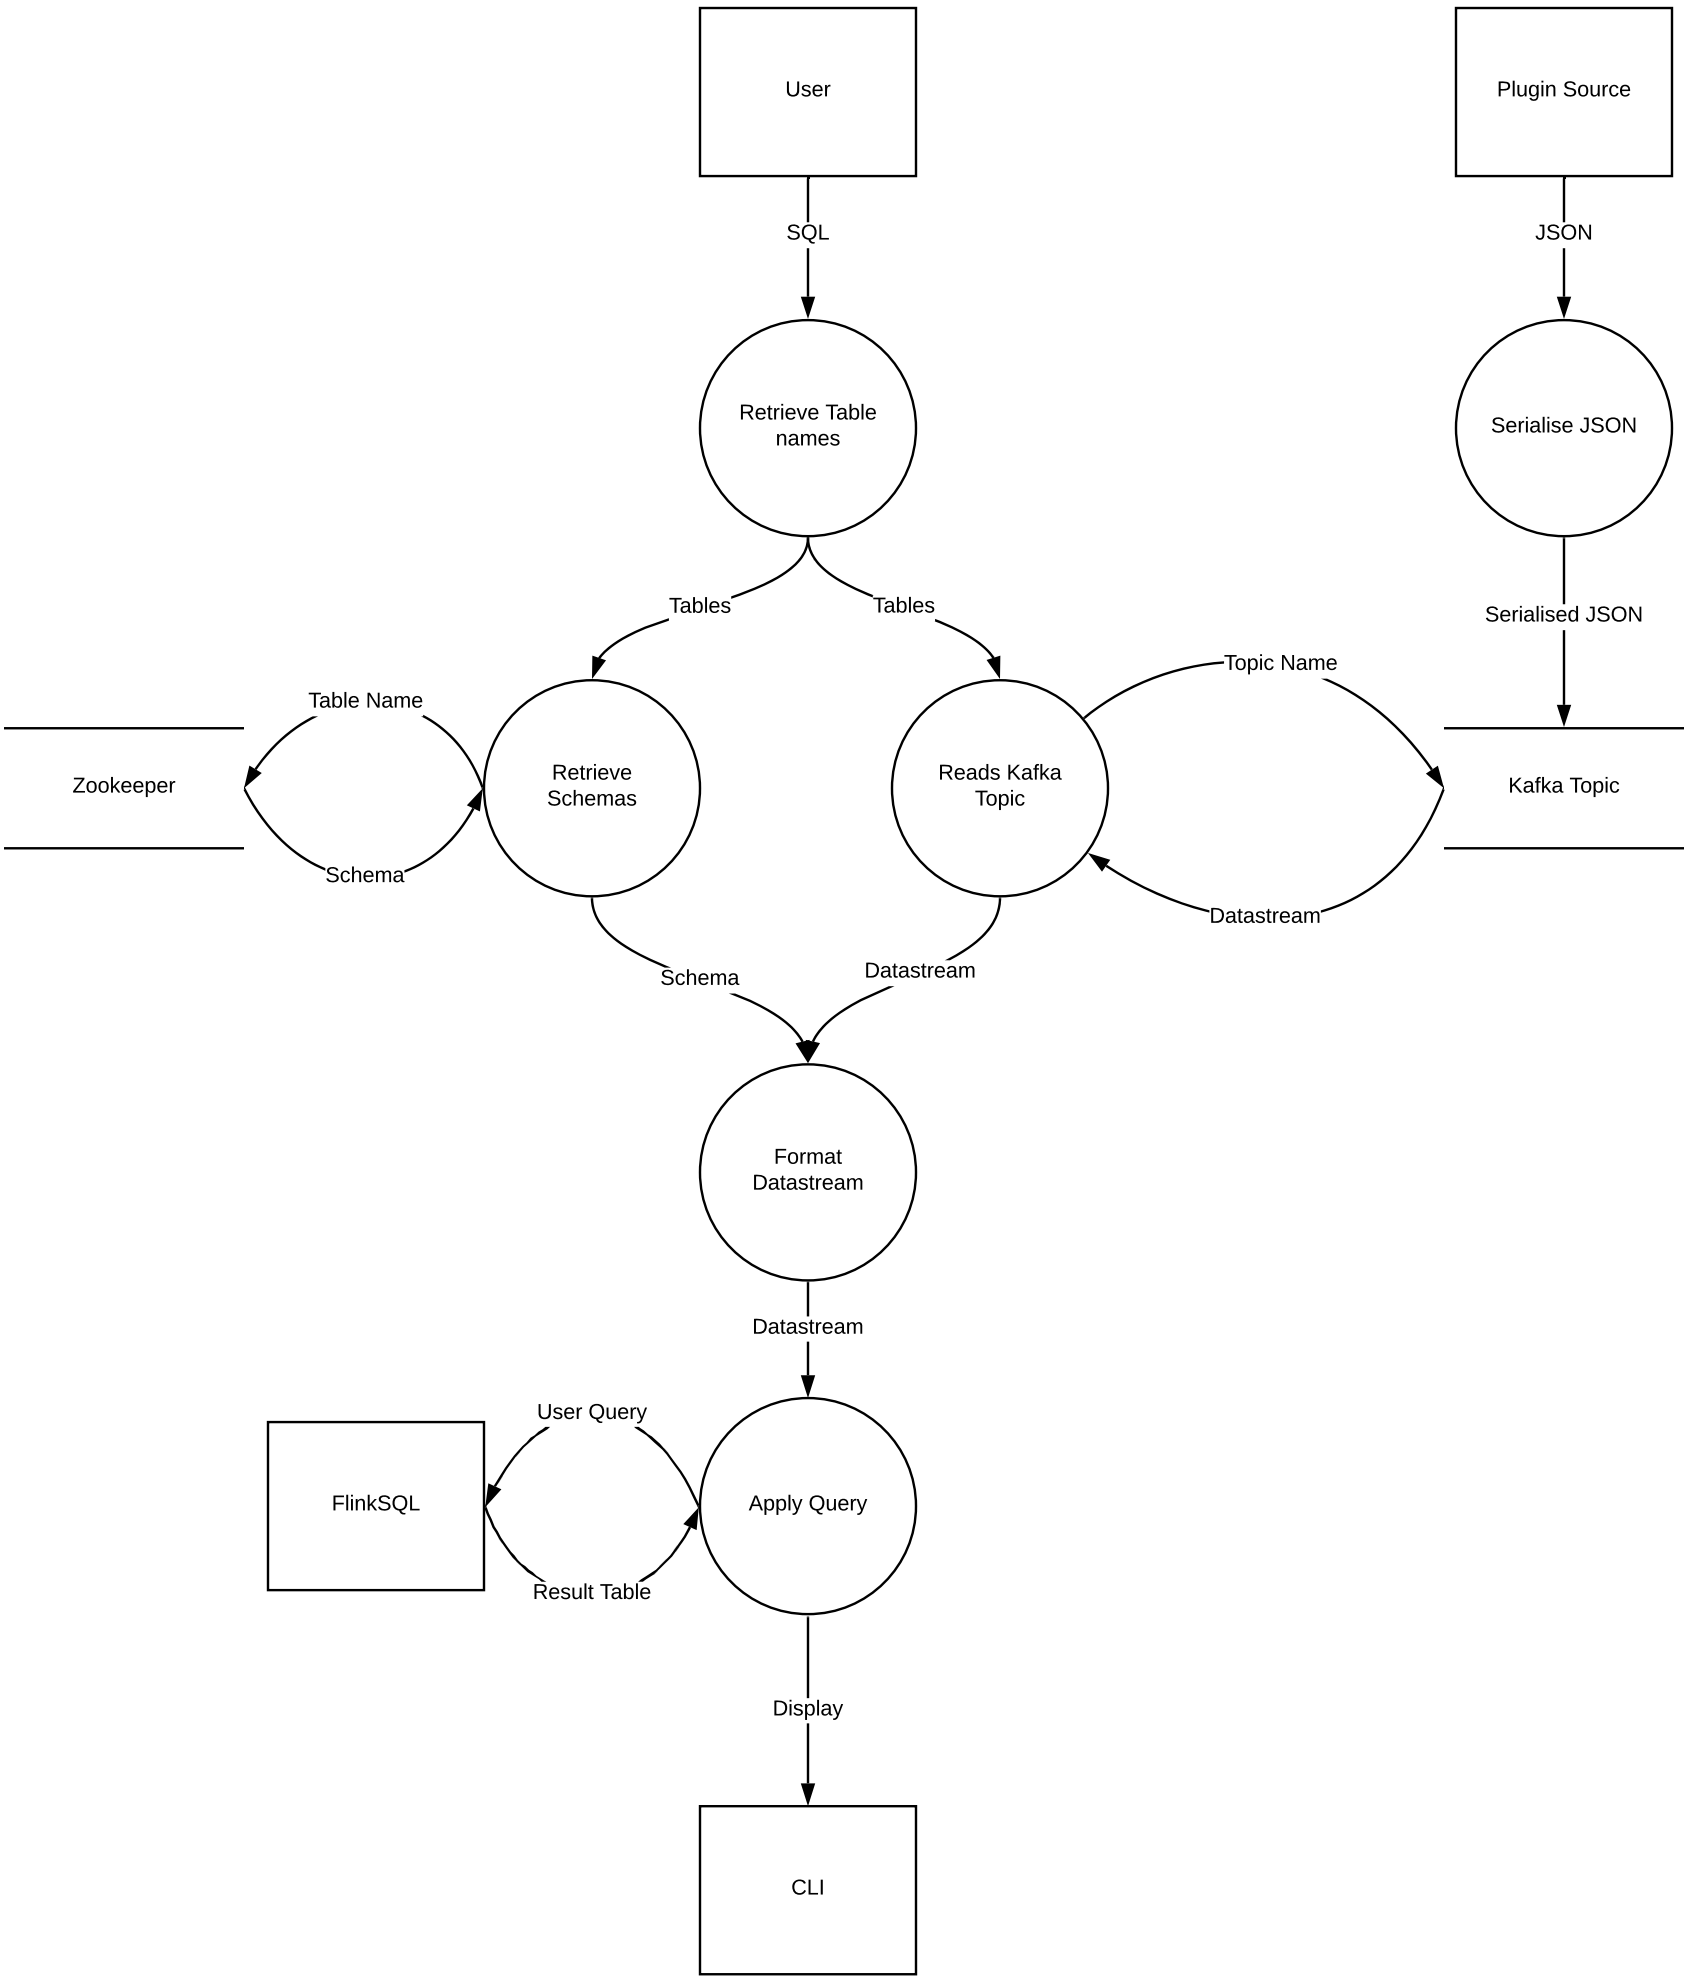 User
Plugin Source
SQL
JSON
Retrieve Table
names
Serialise JSON
Tables
Tables
Serialised JSON
Topic Name
Table Name
Zookeeper
Retrieve
Schemas
Reads Kafka
Topic
Kafka Topic
Schema
Datastream
Schema
Datastream
Format
Datastream
Datastream
User Query
FlinkSQL
Apply Query
Result Table
Display
CLI